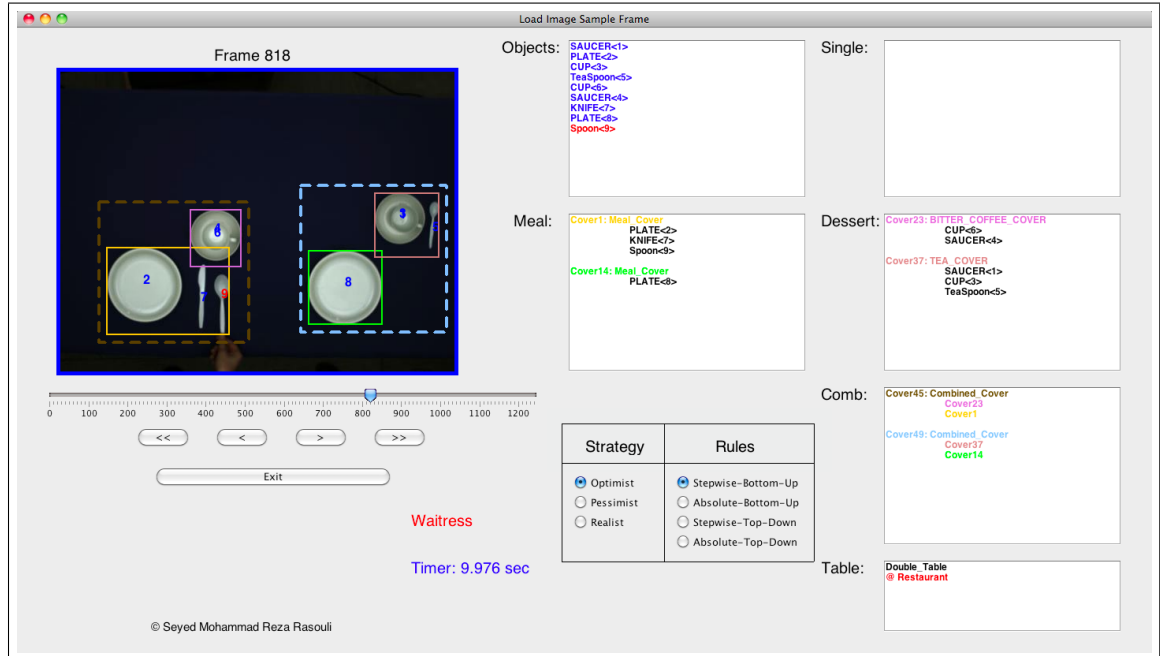 Load Image Sample Frame
Frame 818
4
6
3
2
7
9
8
0 100 200 300 400 500 600 700 800 900 1000 1100 1200
<< < > >>
Exit
Waitress
Timer: 9.976 sec
© Seyed Mohammad Reza Rasouli
Objects:
SAUCER<1>
PLATE<2>
CUP<3>
TeaSpoon<5>
CUP<6>
SAUCER<4>
KNIFE<7>
PLATE<8>
Spoon<9>
Single:
Meal:
Cover1: Meal_Cover
PLATE<2>
KNIFE<7>
Spoon<9>
Cover14: Meal_Cover
PLATE<8>
Dessert:
Cover23: BITTER_COFFEE_COVER
CUP<6>
SAUCER<4>
Cover37: TEA_COVER
SAUCER<1>
CUP<3>
TeaSpoon<5>
Strategy
Optimist
Pessimist
Realist
Rules
Stepwise-Bottom-Up
Absolute-Bottom-Up
Stepwise-Top-Down
Absolute-Top-Down
Comb:
Cover45: Combined_Cover
Cover23
Cover1
Cover49: Combined_Cover
Cover37
Cover14
Table:
Double_Table
@ Restaurant